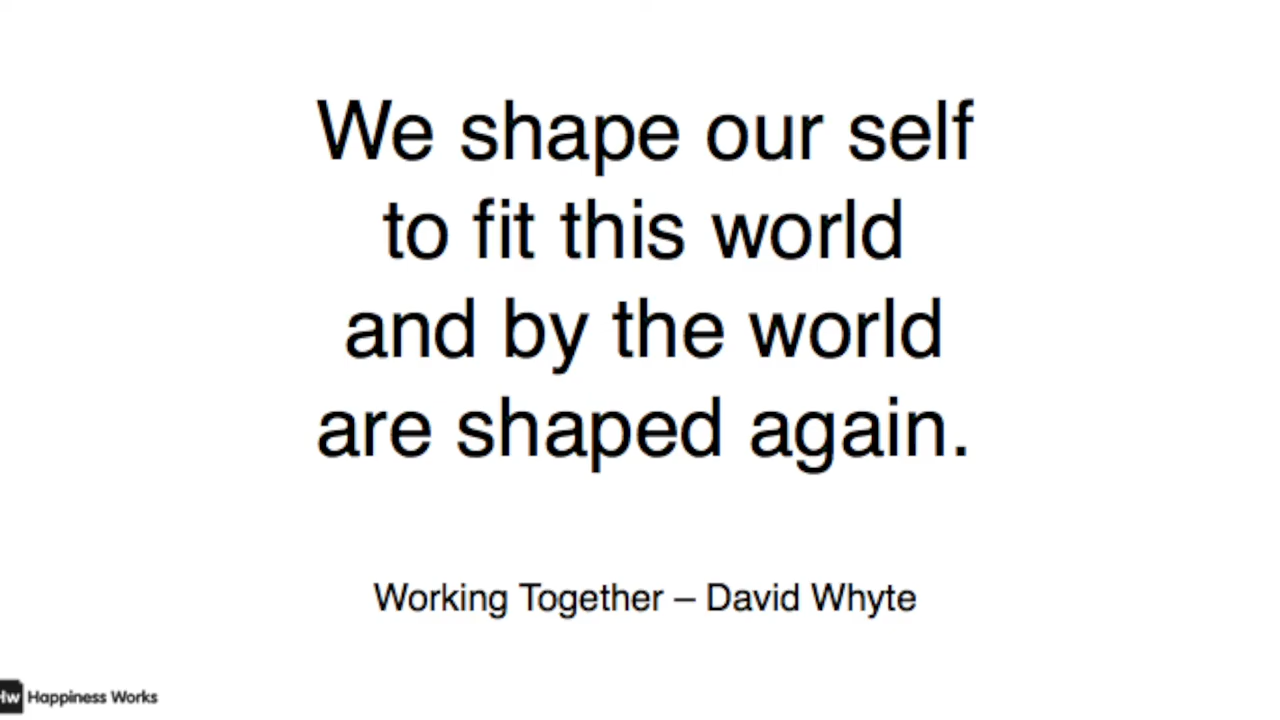 We shape our self
to fit this world
and by the world
are shaped again.
Working Together – David Whyte
Hw Happiness Works